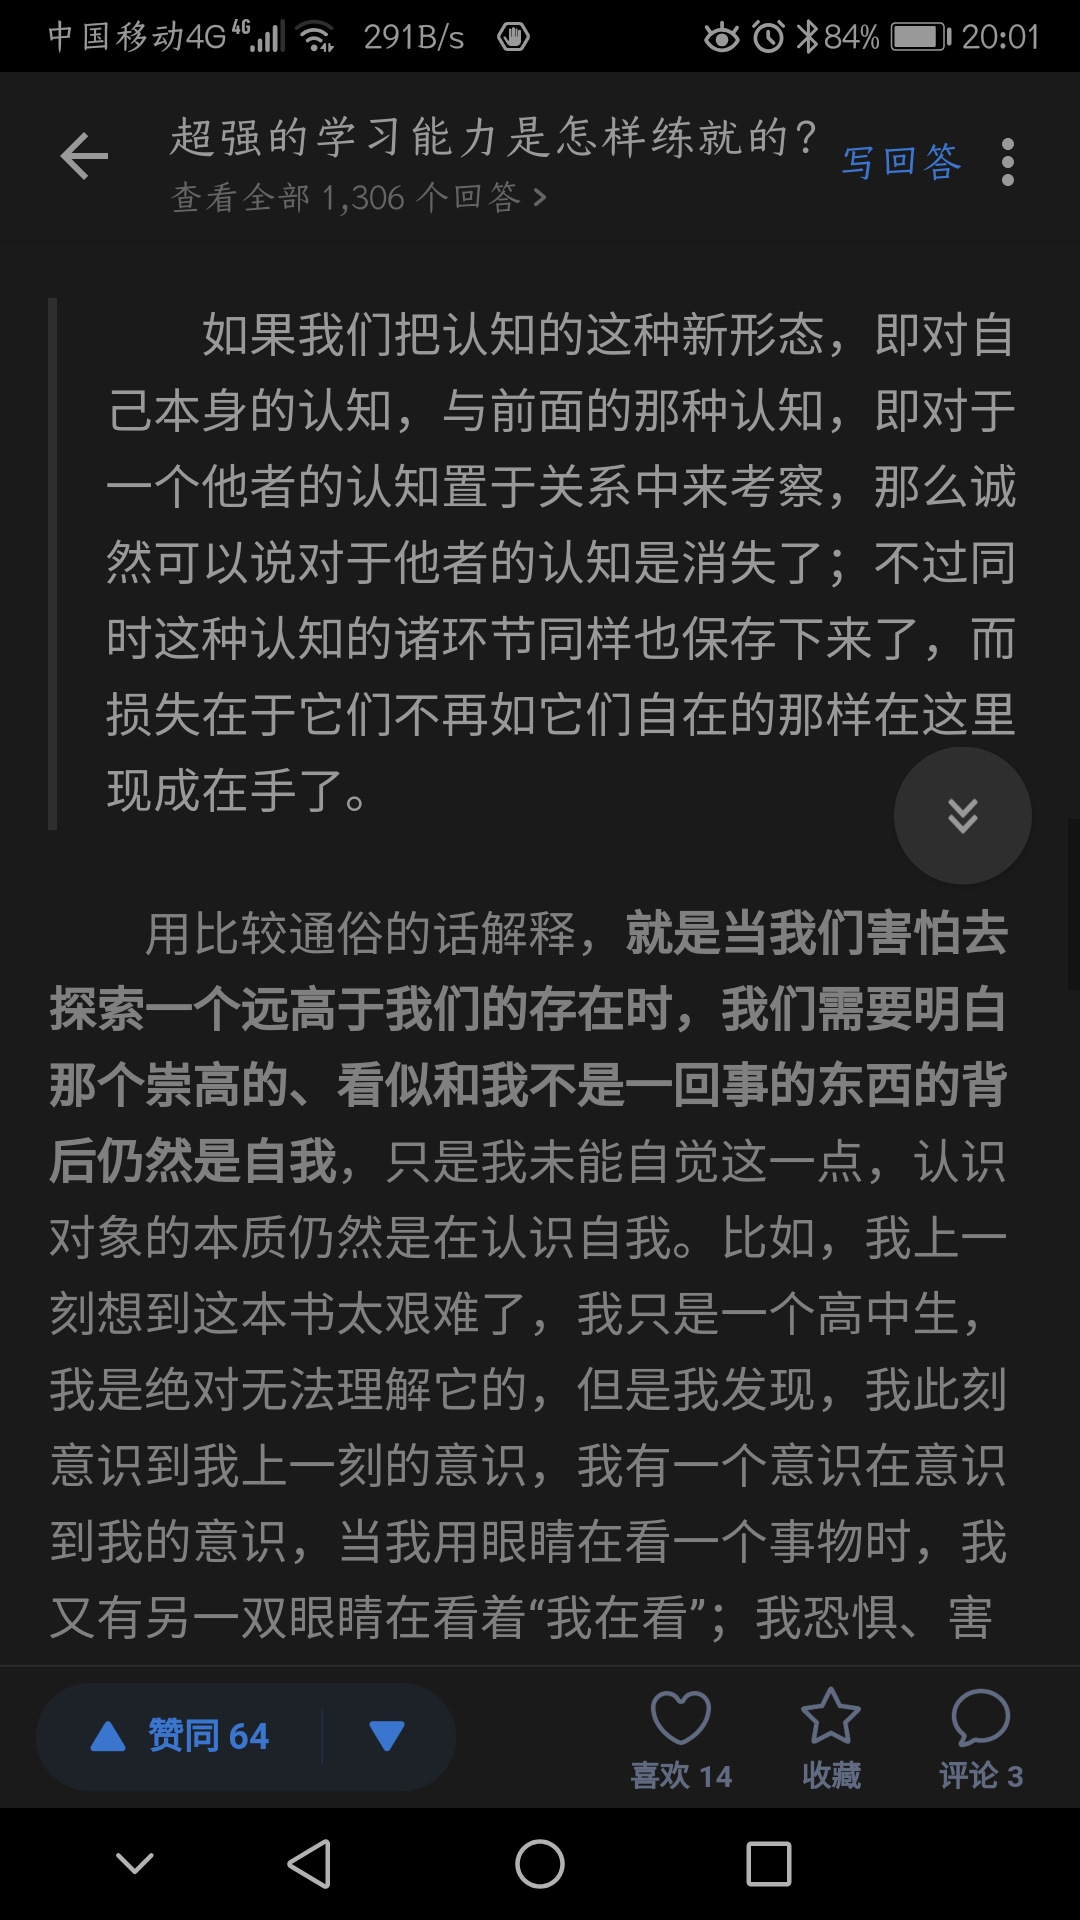 中国移动4G 4G 291B/s 84% 20:01
超强的学习能力是怎样练就的?
写回答
查看全部 1,306 个回答 >
如果我们把认知的这种新形态，即对自
己本身的认知，与前面的那种认知，即对于
一个他者的认知置于关系中来考察，那么诚
然可以说对于他者的认知是消失了；不过同
时这种认知的诸环节同样也保存下来了，而
损失在于它们不再如它们自在的那样在这里
现成在手了。
用比较通俗的话解释，就是当我们害怕去
探索一个远高于我们的存在时，我们需要明白
那个崇高的、看似和我不是一回事的东西的背
后仍然是自我，只是我未能自觉这一点，认识
对象的本质仍然是在认识自我。比如，我上一
刻想到这本书太艰难了，我只是一个高中生，
我是绝对无法理解它的，但是我发现，我此刻
意识到我上一刻的意识，我有一个意识在意识
到我的意识，当我用眼睛在看一个事物时，我
又有另一双眼睛在看着“我在看”；我恐惧、害
赞同 64
喜欢 14
收藏
评论 3